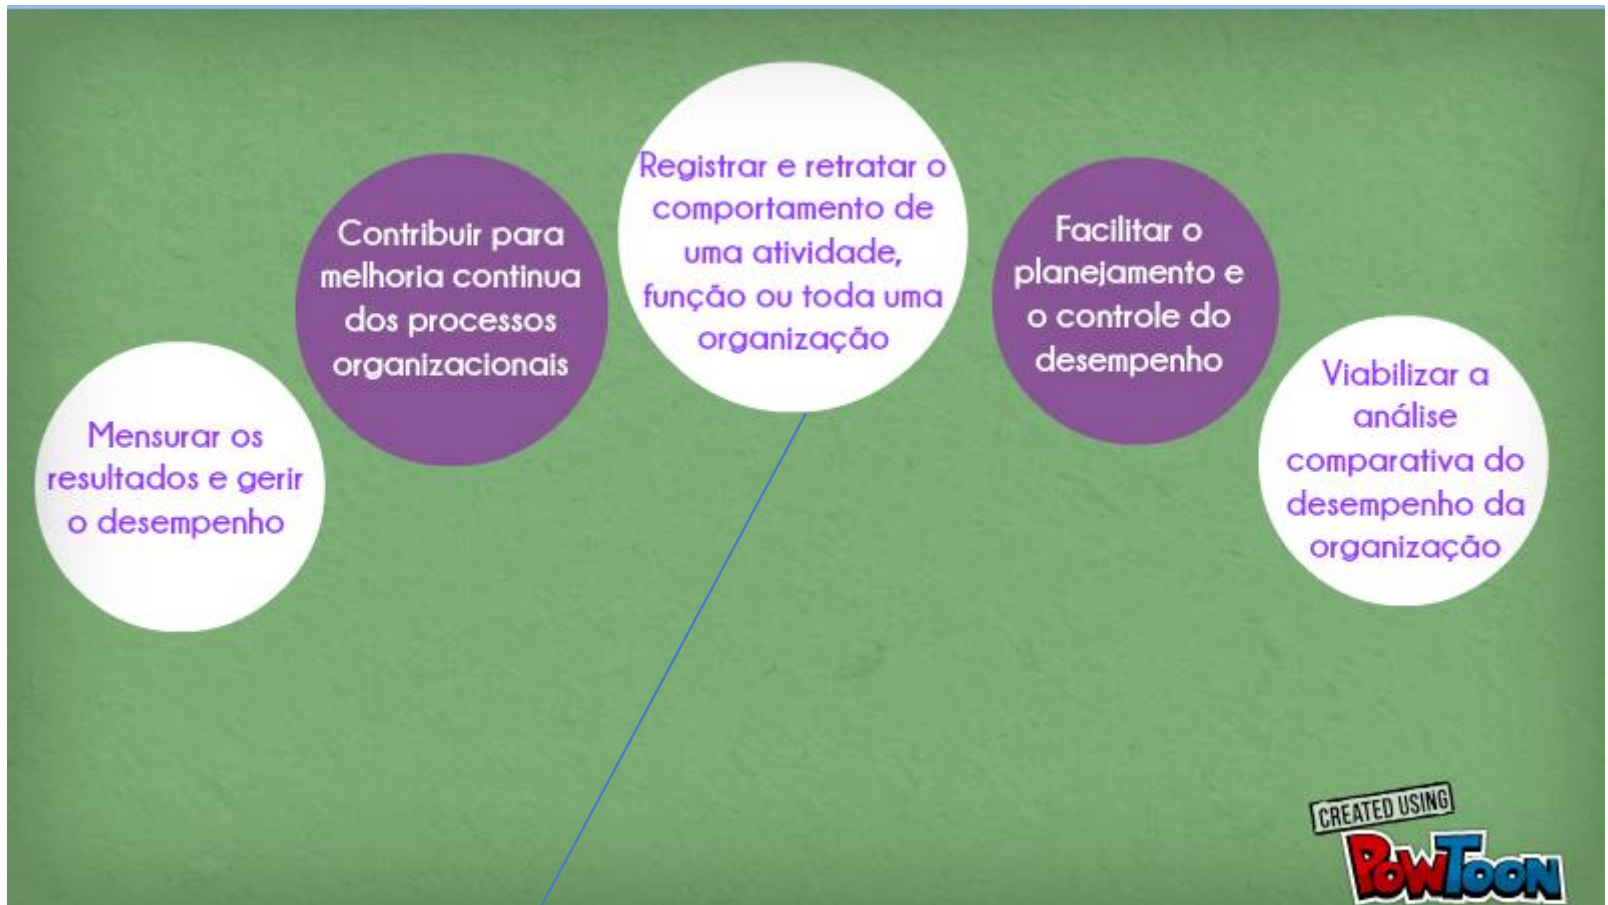 Mensurar os
resultados e gerir
o desempenho
Contribuir para
melhoria continua
dos processos
organizacionais
Registrar e retratar o
comportamento de
uma atividade,
função ou toda uma
organização
Facilitar o
planejamento e
o controle do
desempenho
Viabilizar a
análise
comparativa do
desempenho da
organização
CREATED USING
POWTOON